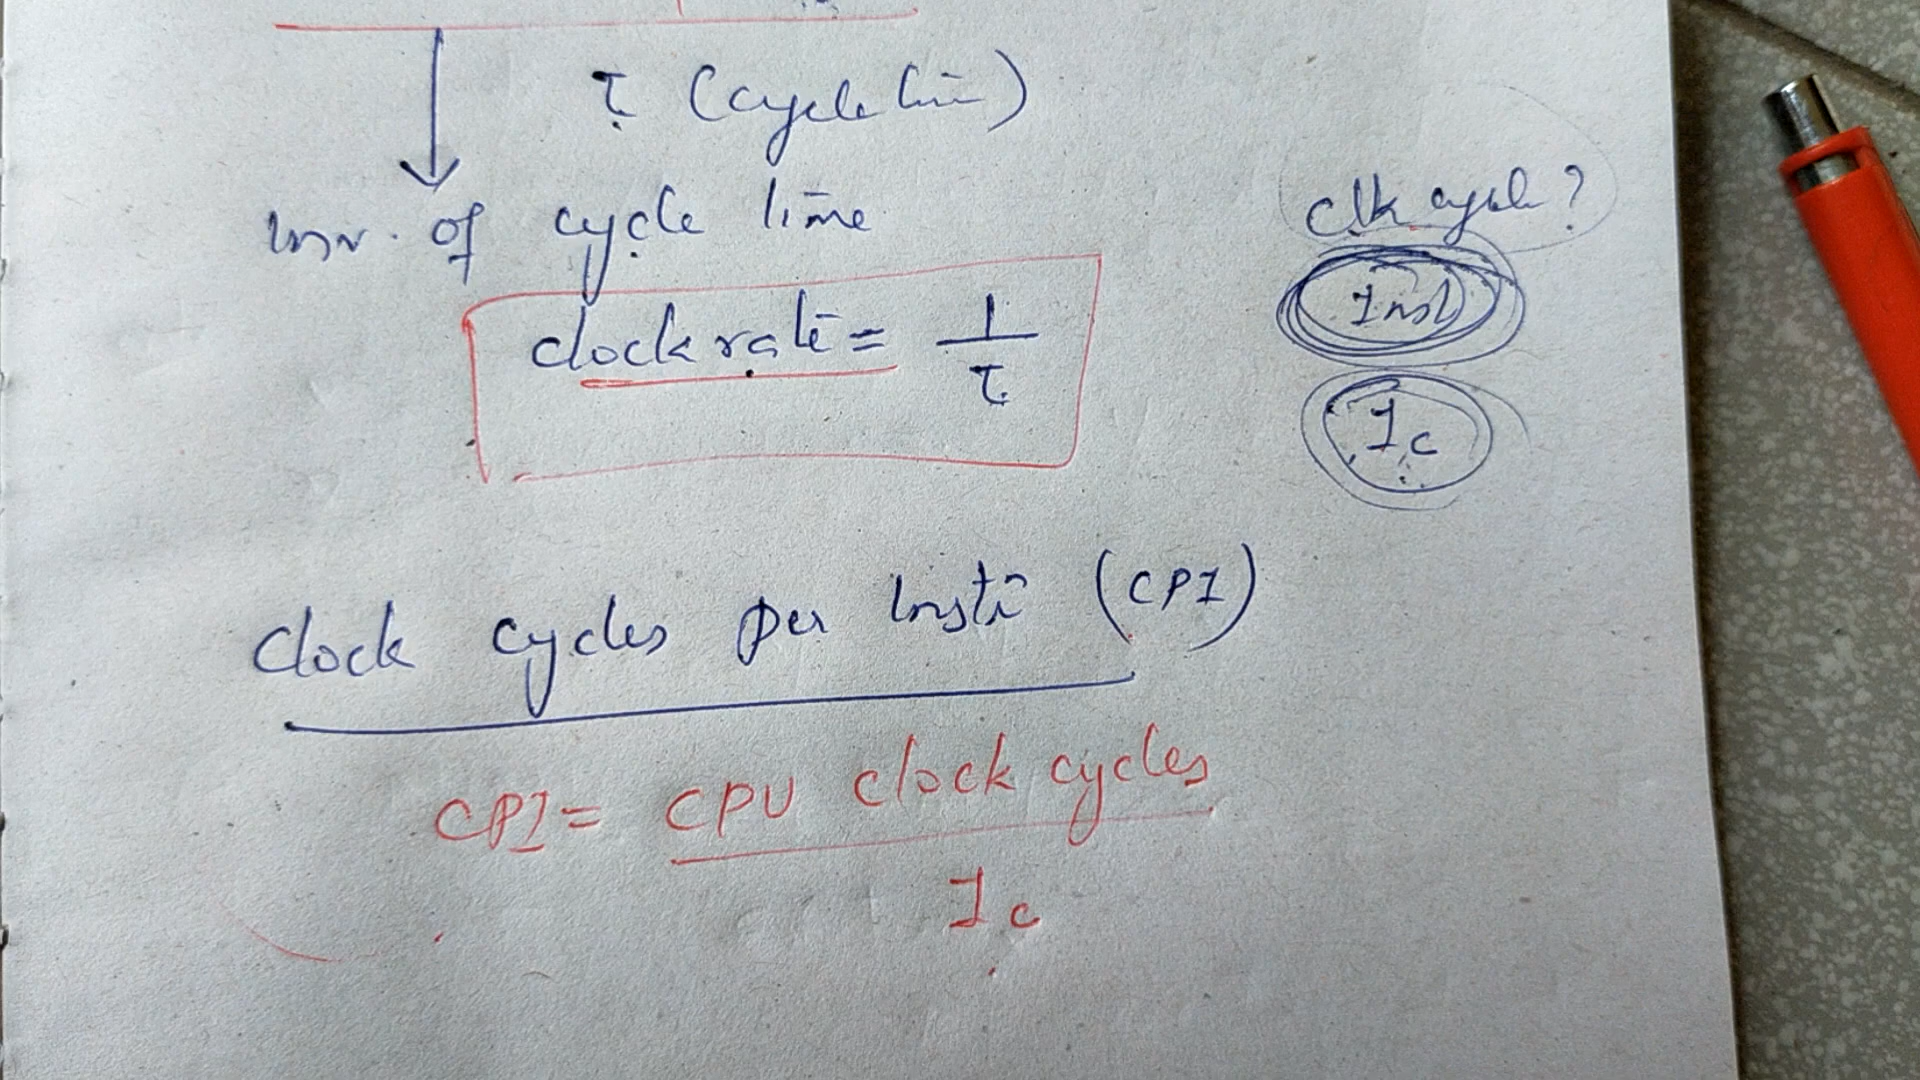 τ (cycle time)
Inv. of cycle time
clock rate = 1/τ
clk cycle?
Inst
Ic
Clock cycles per Instr (CPI)
CPI = CPU clock cycles
Ic